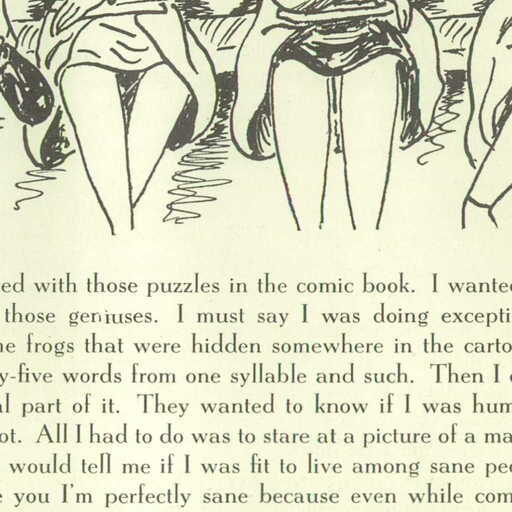 ed with those puzzles in the comic book. I wanted
those geniuses. I must say I was doing excepti
he frogs that were hidden somewhere in the carto
y-five words from one syllable and such. Then I
al part of it. They wanted to know if I was hum
ot. All I had to do was to stare at a picture of a ma
would tell me if I was fit to live among sane peo
e you I'm perfectly sane because even while com